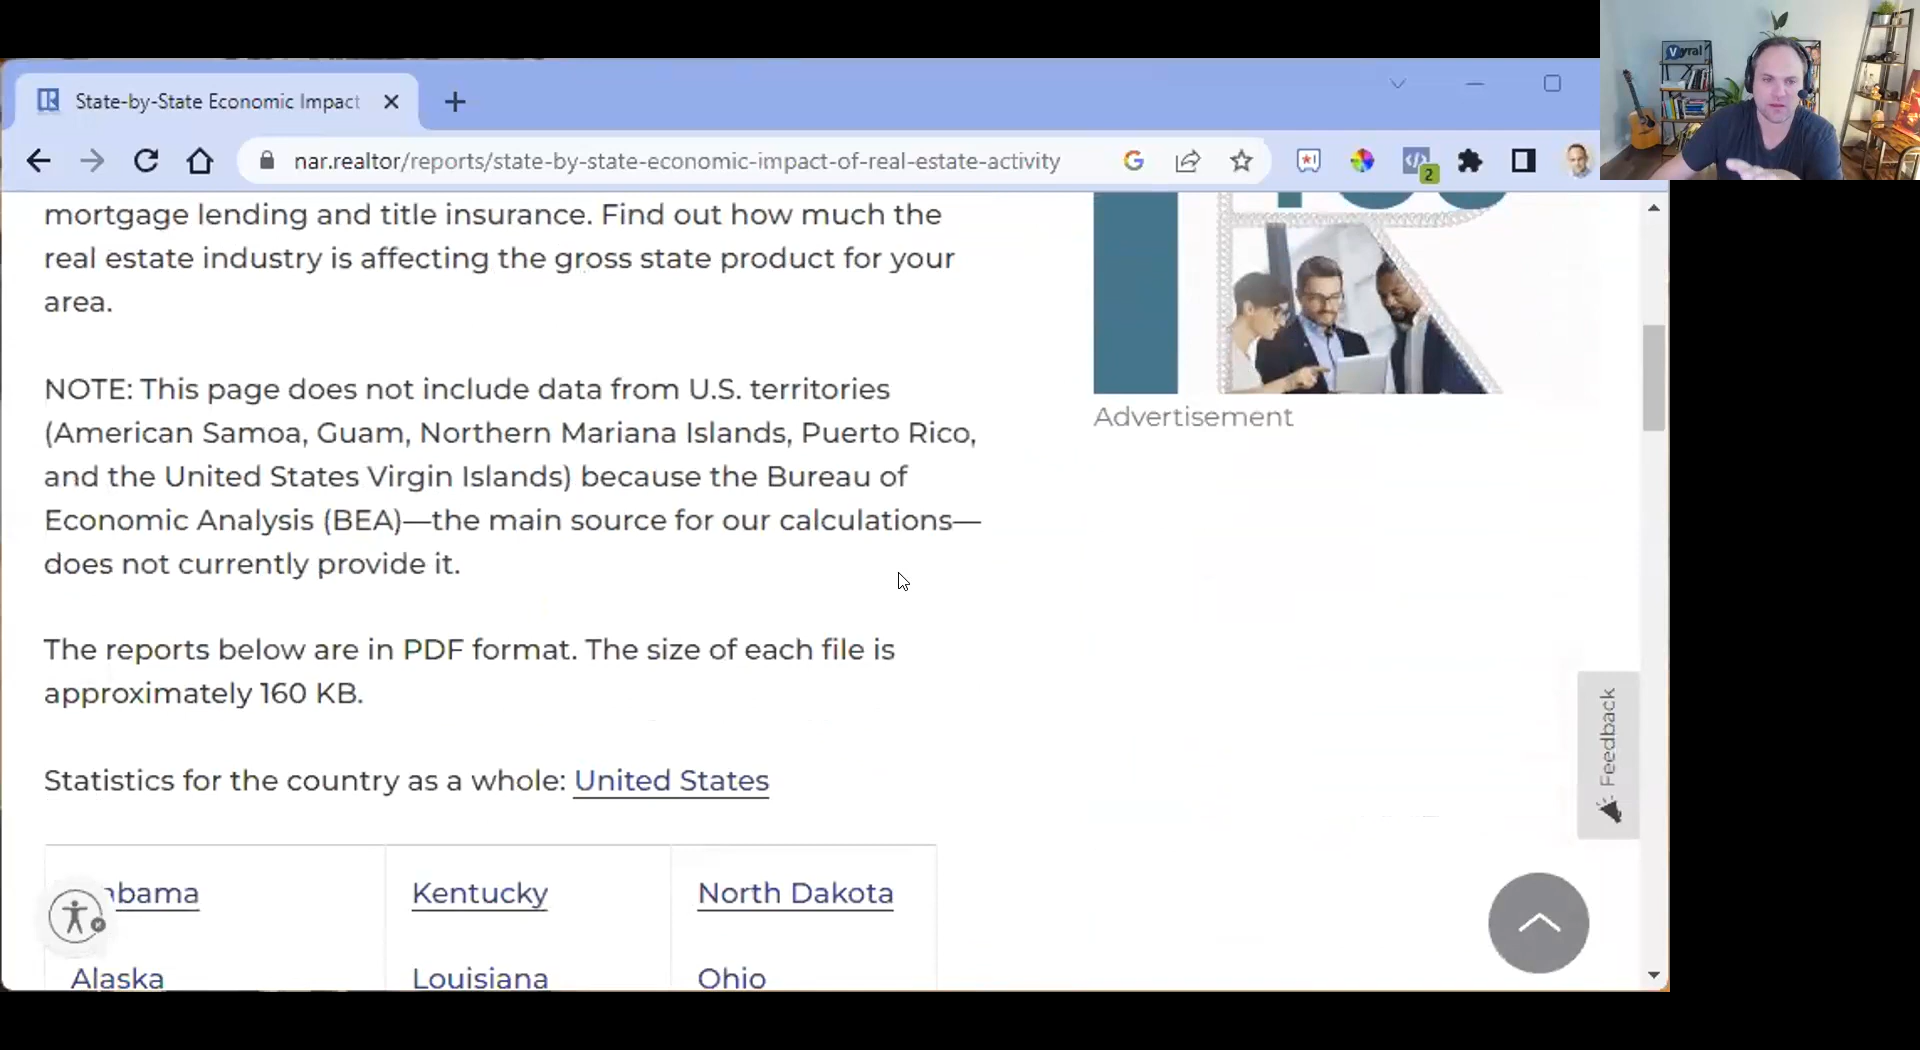 State-by-State Economic Impact
nar.realtor/reports/state-by-state-economic-impact-of-real-estate-activity
2
Vyral
mortgage lending and title insurance. Find out how much the
real estate industry is affecting the gross state product for your
area.
NOTE: This page does not include data from U.S. territories
(American Samoa, Guam, Northern Mariana Islands, Puerto Rico,
and the United States Virgin Islands) because the Bureau of
Economic Analysis (BEA)—the main source for our calculations—
does not currently provide it.
The reports below are in PDF format. The size of each file is
approximately 160 KB.
Statistics for the country as a whole: United States
bama
Kentucky
North Dakota
Alaska
Louisiana
Ohio
Advertisement
Feedback